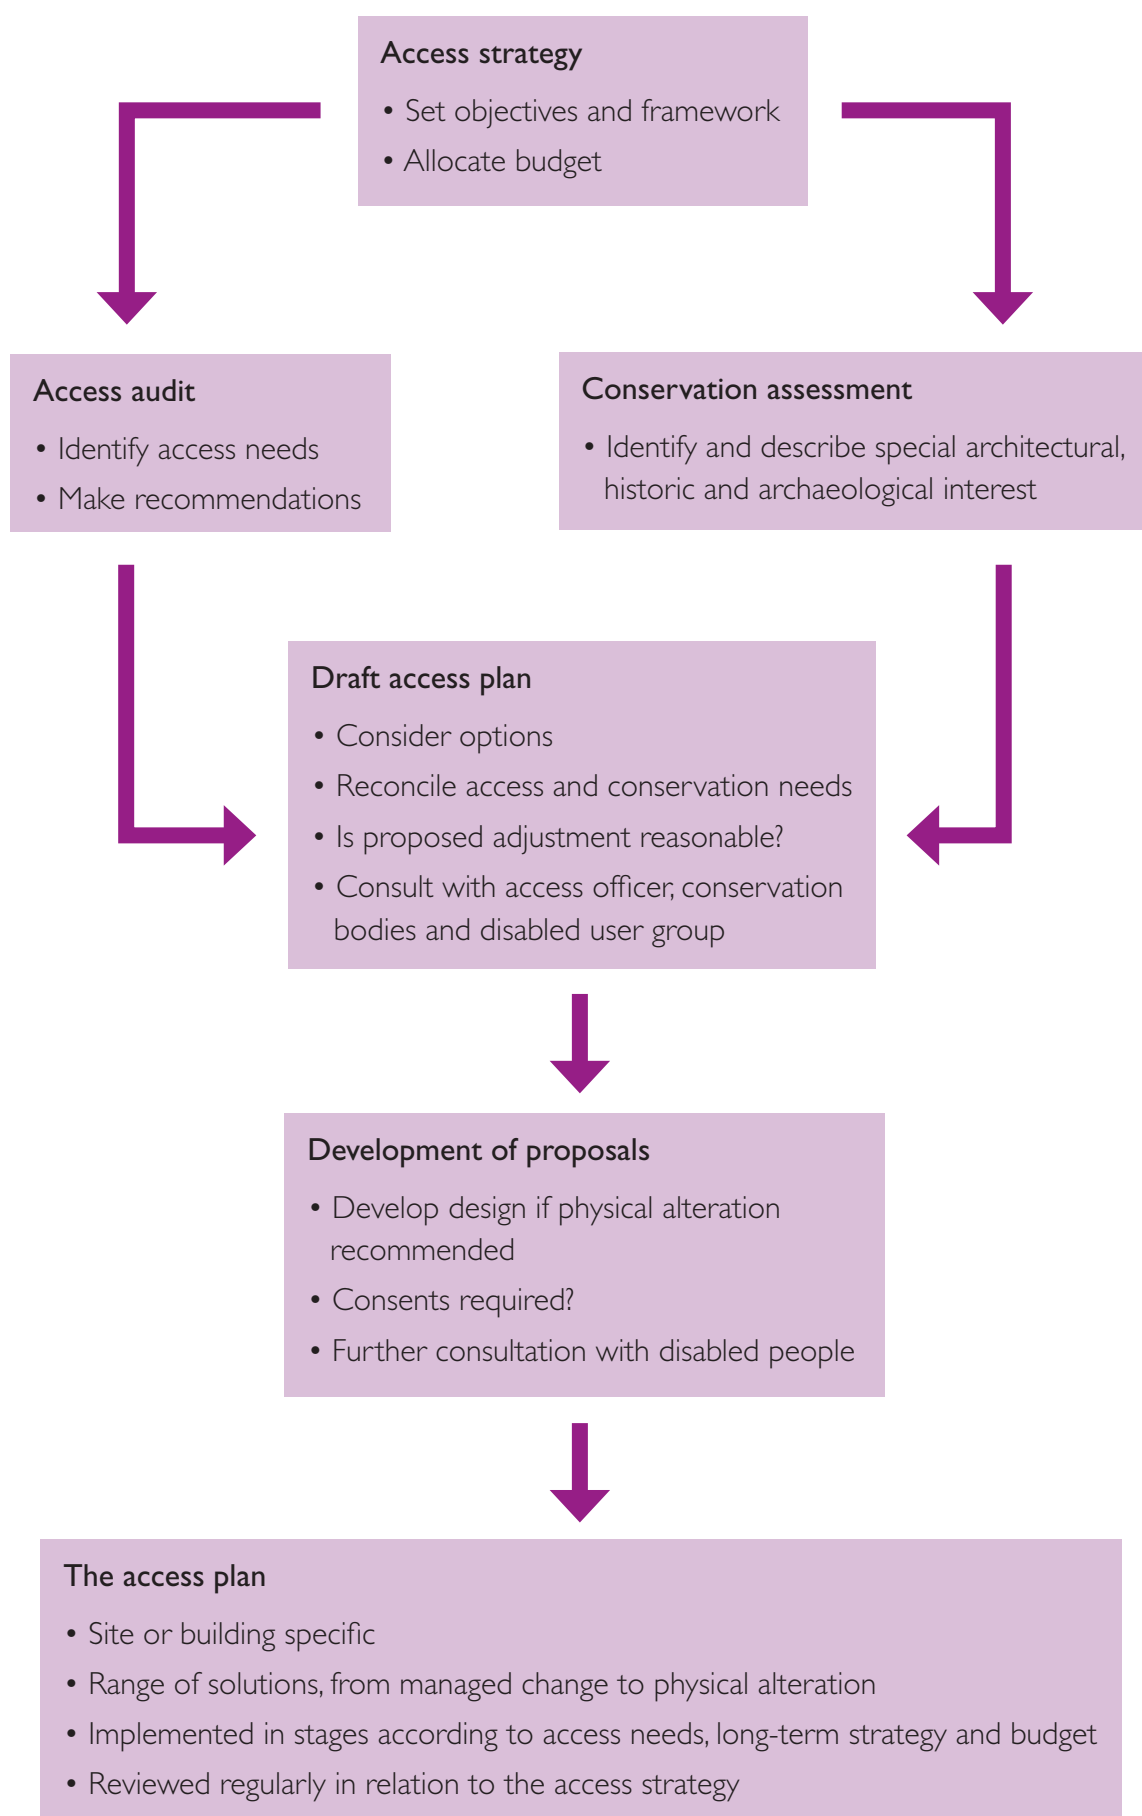 Access strategy
• Set objectives and framework
• Allocate budget
Access audit
• Identify access needs
• Make recommendations
Conservation assessment
• Identify and describe special architectural,
historic and archaeological interest
Draft access plan
• Consider options
• Reconcile access and conservation needs
• Is proposed adjustment reasonable?
• Consult with access officer, conservation
bodies and disabled user group
Development of proposals
• Develop design if physical alteration
recommended
• Consents required?
• Further consultation with disabled people
The access plan
• Site or building specific
• Range of solutions, from managed change to physical alteration
• Implemented in stages according to access needs, long-term strategy and budget
• Reviewed regularly in relation to the access strategy